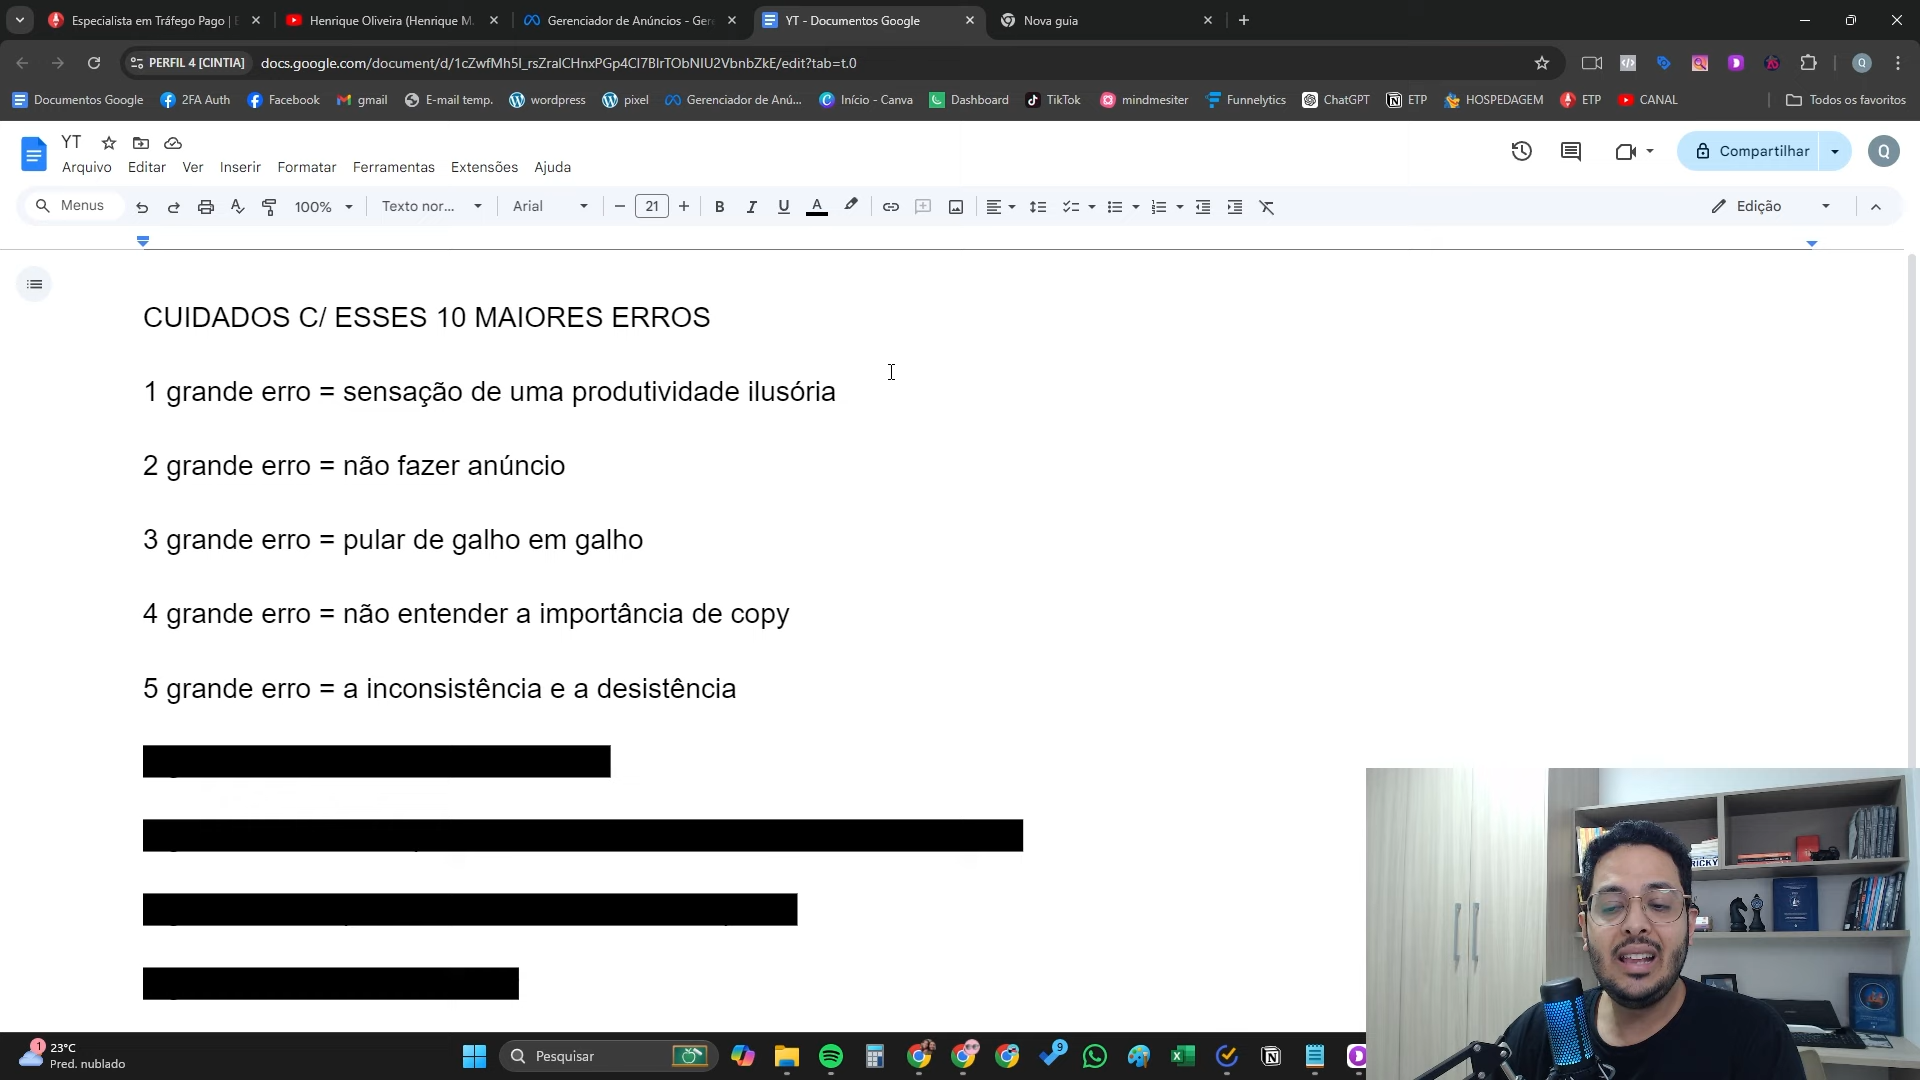 Especialista em Tráfego Pago |
Henrique Oliveira (Henrique M
Gerenciador de Anúncios - Ger
YT - Documentos Google
Nova guia
PERFIL 4 [CINTIA]
docs.google.com/document/d/1cZwfMh5I_rsZralCHnxPGp4CI7BIrTObNIU2VbnbZkE/edit?tab=t.0
Documentos Google
2FA Auth
Facebook
gmail
E-mail temp.
wordpress
pixel
Gerenciador de Anú...
Início - Canva
Dashboard
TikTok
mindmesiter
Funnelytics
ChatGPT
ETP
HOSPEDAGEM
ETP
CANAL
Todos os favoritos
YT
Arquivo Editar Ver Inserir Formatar Ferramentas Extensões Ajuda
Compartilhar
Q
Menus
100%
Texto nor...
Arial
21
Edição
CUIDADOS C/ ESSES 10 MAIORES ERROS
1 grande erro = sensação de uma produtividade ilusória
2 grande erro = não fazer anúncio
3 grande erro = pular de galho em galho
4 grande erro = não entender a importância de copy
5 grande erro = a inconsistência e a desistência
RICKY
1
23°C
Pred. nublado
Pesquisar
9